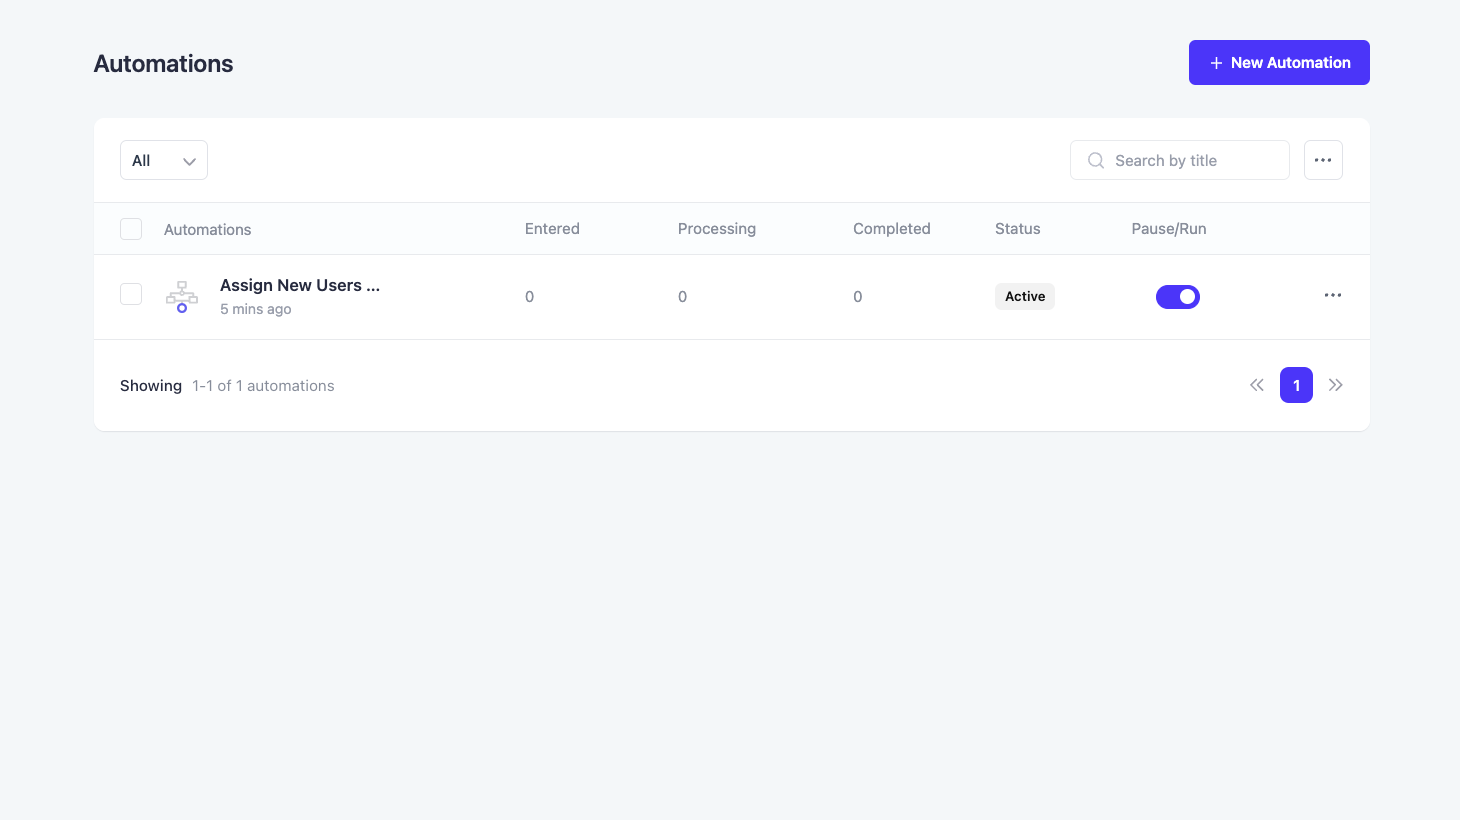 Automations
+ New Automation
All
Search by title
Automations Entered Processing Completed Status Pause/Run
Assign New Users ...
5 mins ago
0 0 0 Active
Showing 1-1 of 1 automations
1